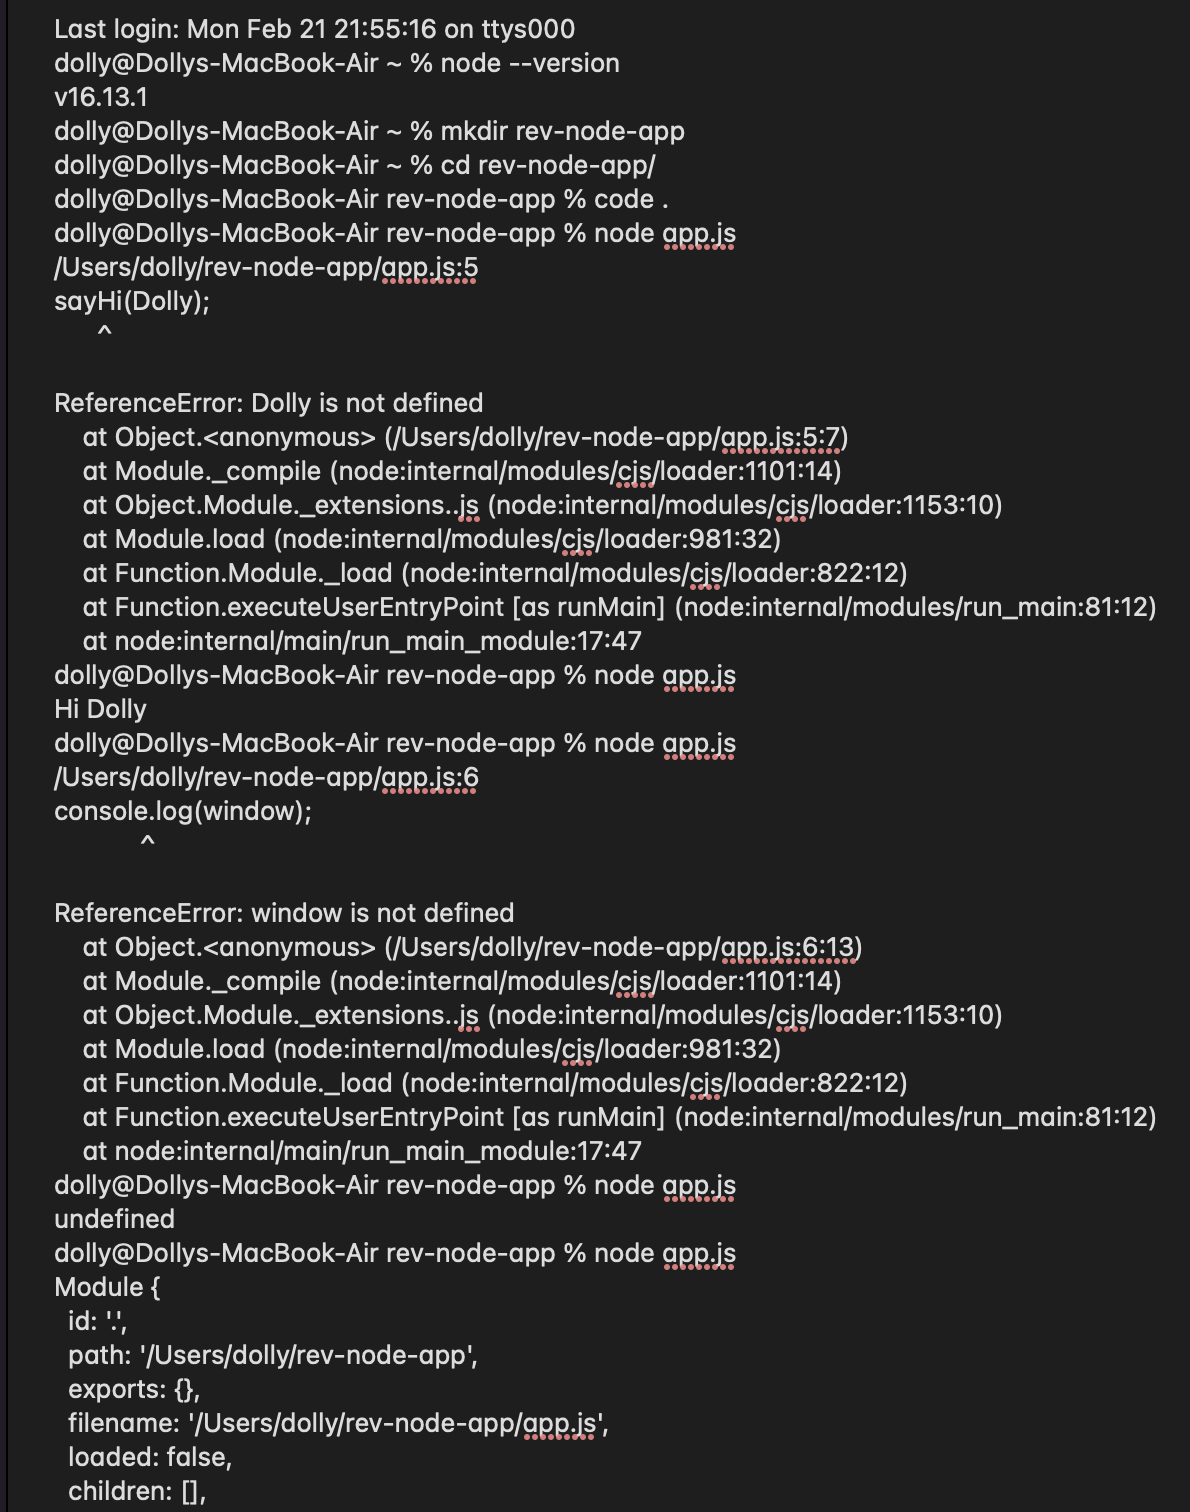 Last login: Mon Feb 21 21:55:16 on ttys000
dolly@Dollys-MacBook-Air ~ % node --version
v16.13.1
dolly@Dollys-MacBook-Air ~ % mkdir rev-node-app
dolly@Dollys-MacBook-Air ~ % cd rev-node-app/
dolly@Dollys-MacBook-Air rev-node-app % code .
dolly@Dollys-MacBook-Air rev-node-app % node app.js
/Users/dolly/rev-node-app/app.js:5
sayHi(Dolly);
      ^

ReferenceError: Dolly is not defined
    at Object.<anonymous> (/Users/dolly/rev-node-app/app.js:5:7)
    at Module._compile (node:internal/modules/cjs/loader:1101:14)
    at Object.Module._extensions..js (node:internal/modules/cjs/loader:1153:10)
    at Module.load (node:internal/modules/cjs/loader:981:32)
    at Function.Module._load (node:internal/modules/cjs/loader:822:12)
    at Function.executeUserEntryPoint [as runMain] (node:internal/modules/run_main:81:12)
    at node:internal/main/run_main_module:17:47
dolly@Dollys-MacBook-Air rev-node-app % node app.js
Hi Dolly
dolly@Dollys-MacBook-Air rev-node-app % node app.js
/Users/dolly/rev-node-app/app.js:6
console.log(window);
            ^

ReferenceError: window is not defined
    at Object.<anonymous> (/Users/dolly/rev-node-app/app.js:6:13)
    at Module._compile (node:internal/modules/cjs/loader:1101:14)
    at Object.Module._extensions..js (node:internal/modules/cjs/loader:1153:10)
    at Module.load (node:internal/modules/cjs/loader:981:32)
    at Function.Module._load (node:internal/modules/cjs/loader:822:12)
    at Function.executeUserEntryPoint [as runMain] (node:internal/modules/run_main:81:12)
    at node:internal/main/run_main_module:17:47
dolly@Dollys-MacBook-Air rev-node-app % node app.js
undefined
dolly@Dollys-MacBook-Air rev-node-app % node app.js
Module {
  id: '.',
  path: '/Users/dolly/rev-node-app',
  exports: {},
  filename: '/Users/dolly/rev-node-app/app.js',
  loaded: false,
  children: [],